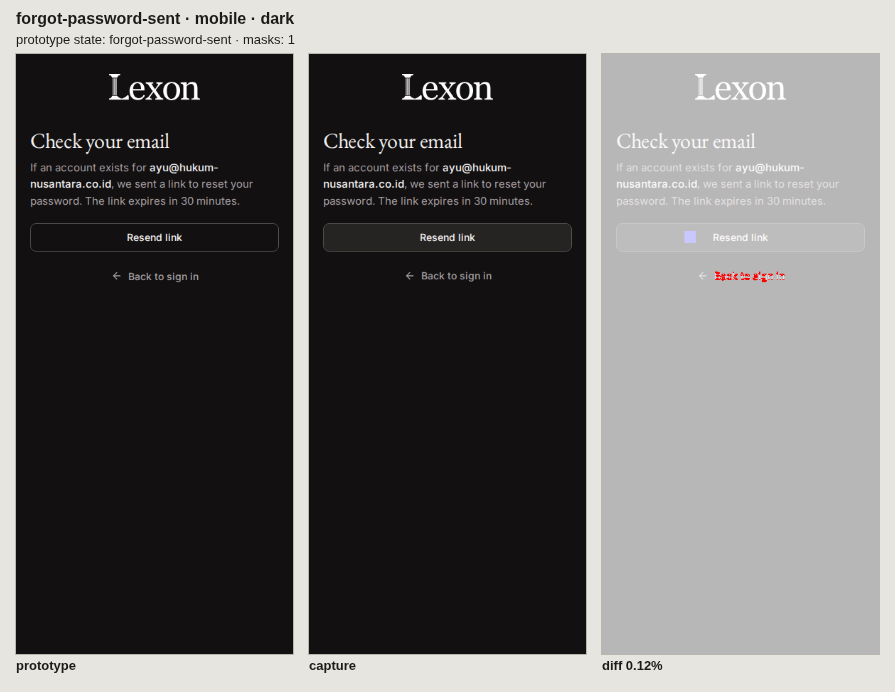 forgot-password-sent · mobile · dark
prototype state: forgot-password-sent · masks: 1
Lexon
Check your email
If an account exists for ayu@hukum-
nusantara.co.id, we sent a link to reset your
password. The link expires in 30 minutes.
Resend link
← Back to sign in
prototype
Lexon
Check your email
If an account exists for ayu@hukum-
nusantara.co.id, we sent a link to reset your
password. The link expires in 30 minutes.
Resend link
← Back to sign in
capture
Lexon
Check your email
If an account exists for ayu@hukum-
nusantara.co.id, we sent a link to reset your
password. The link expires in 30 minutes.
Resend link
← Back to sign in
diff 0.12%